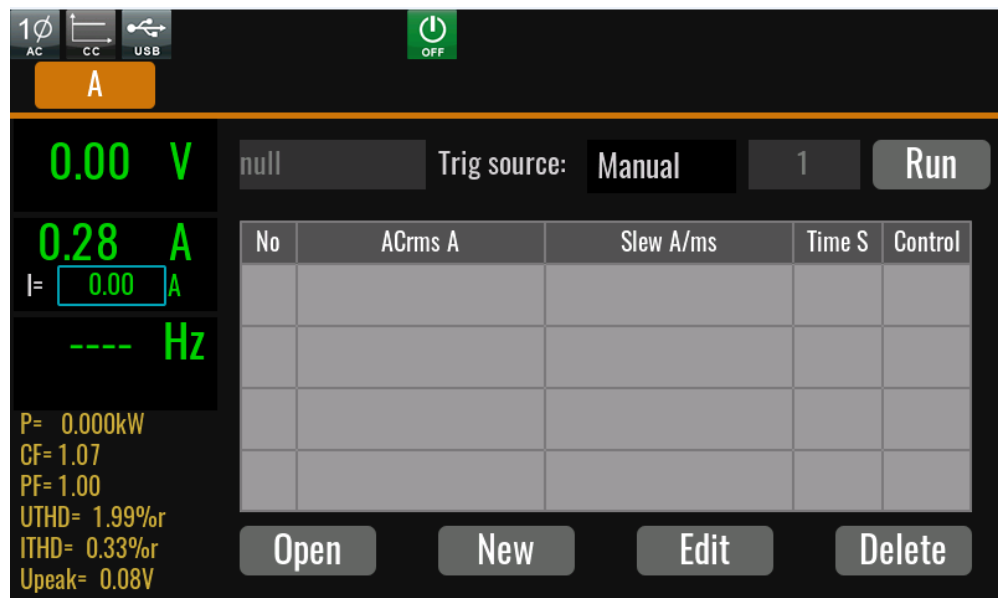 1Ø AC
CC
USB
OFF
A
0.00 V
0.28 A
I= 0.00 A
---- Hz
P= 0.000kW
CF= 1.07
PF= 1.00
UTHD= 1.99%r
ITHD= 0.33%r
Upeak= 0.08V
null Trig source: Manual 1 Run
No ACrms A Slew A/ms Time S Control
Open New Edit Delete